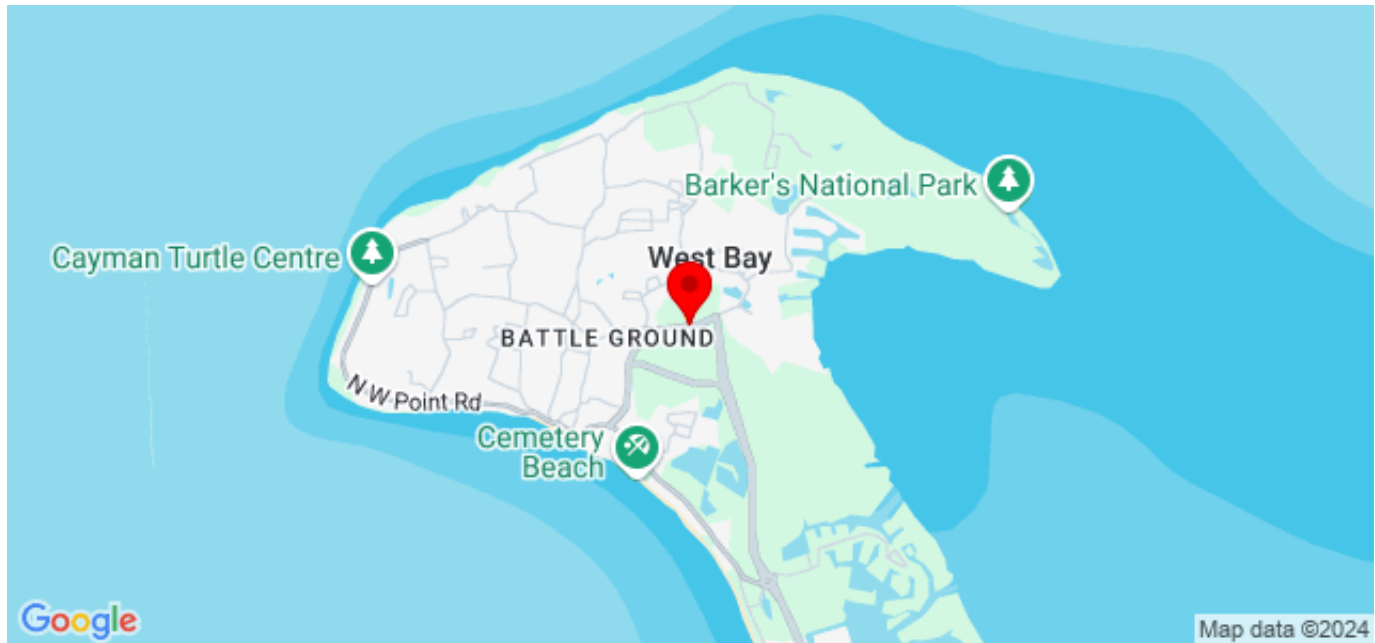 Barker's National Park
Cayman Turtle Centre
West Bay
BATTLE GROUND
N W Point Rd
Cemetery
Beach
Google
Map data ©2024